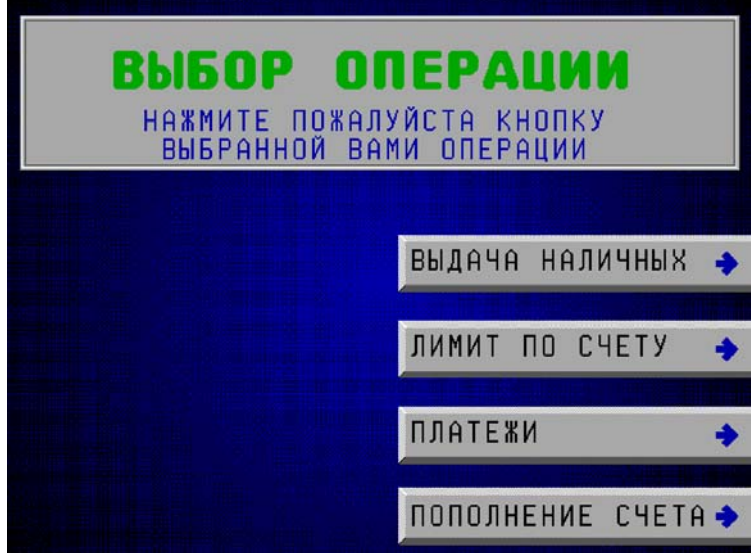 ВЫБОР ОПЕРАЦИИ
НАЖМИТЕ ПОЖАЛУЙСТА КНОПКУ
ВЫБРАННОЙ ВАМИ ОПЕРАЦИИ
ВЫДАЧА НАЛИЧНЫХ
ЛИМИТ ПО СЧЕТУ
ПЛАТЕЖИ
ПОПОЛНЕНИЕ СЧЕТА